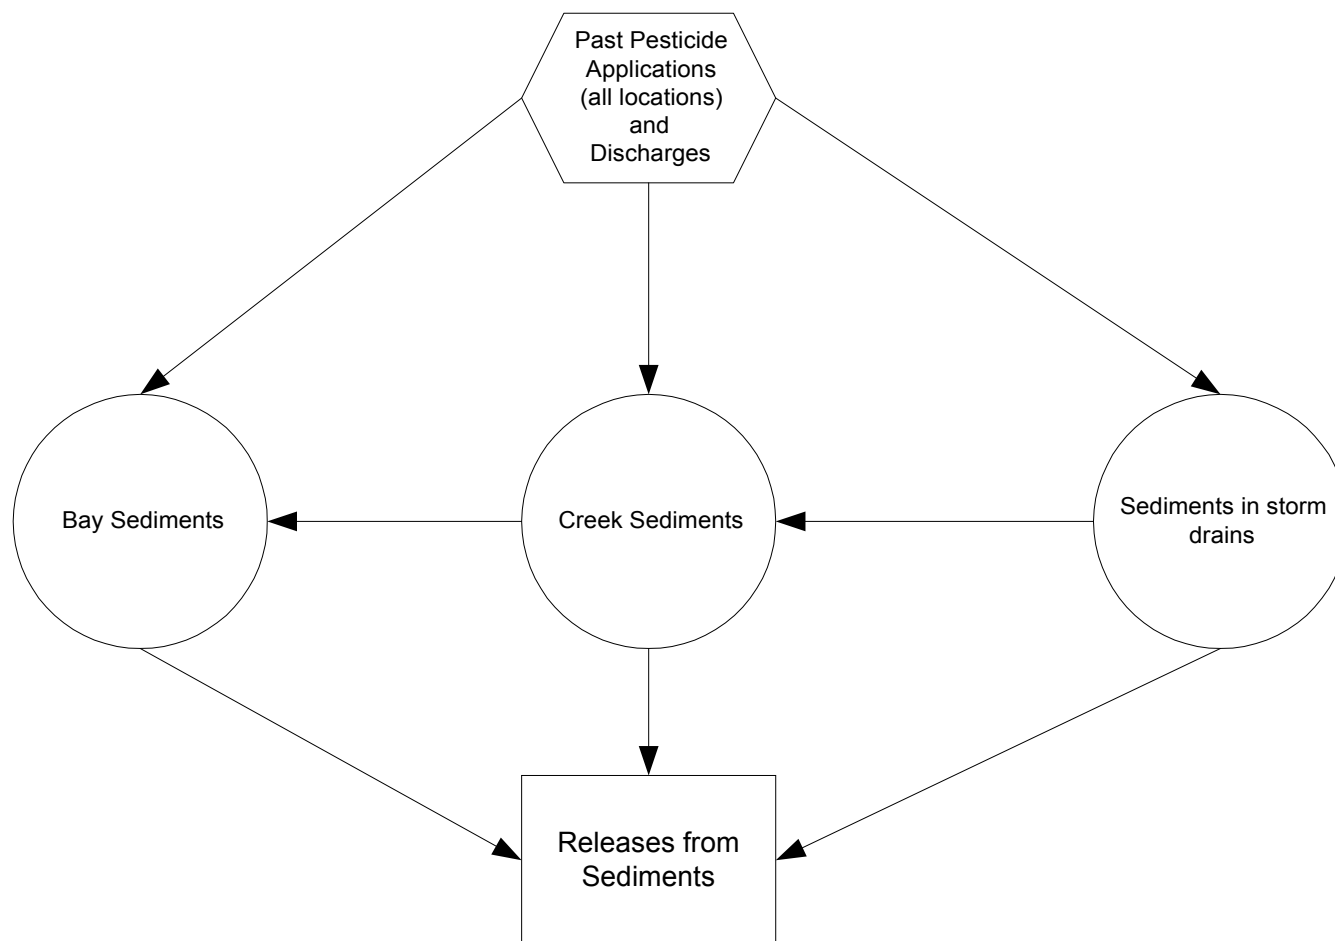 Past Pesticide
Applications
(all locations)
and
Discharges
Bay Sediments
Creek Sediments
Sediments in storm
drains
Releases from
Sediments